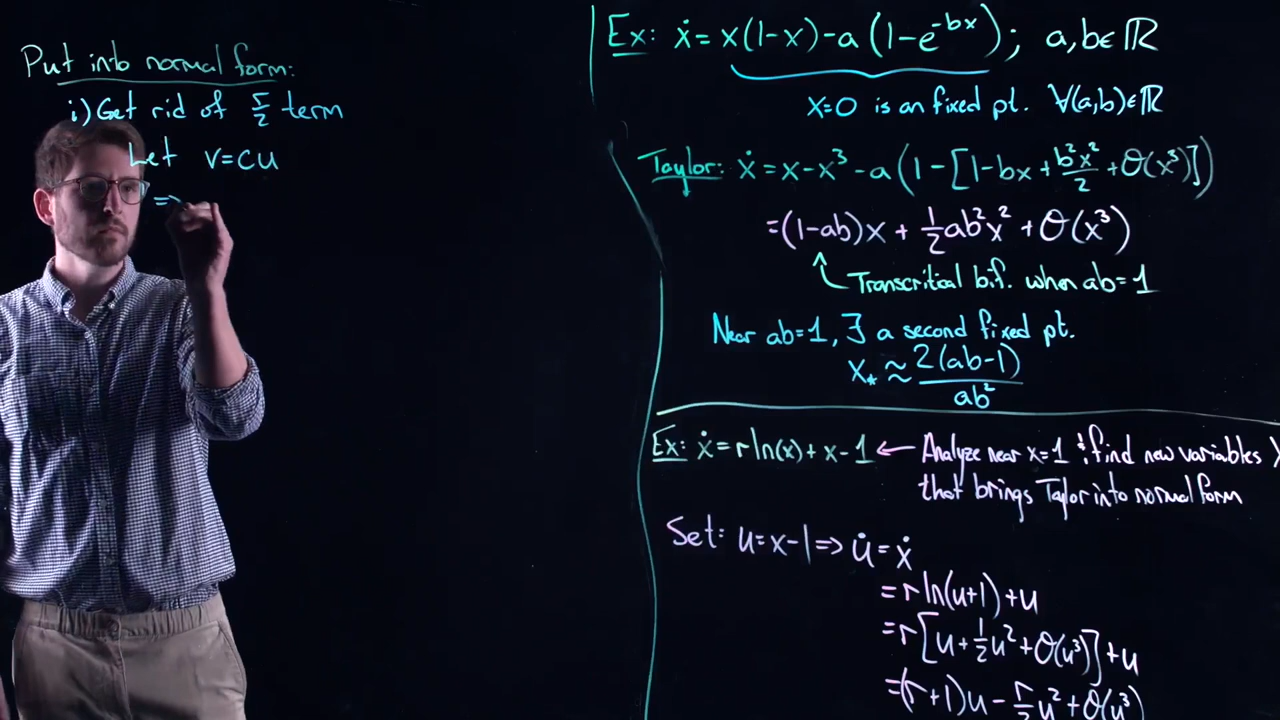 Put into normal form:
i) Get rid of r/2 term
Let v=cu
=>
Ex: ẋ=x(1-x)-a(1-e^{-bx}); a,b∈ℝ
x=0 is an fixed pt. ∀(a,b)∈ℝ
Taylor: ẋ=x-x³-a(1-[1-bx+b²x²/2+O(x³)])
=(1-ab)x+½ab²x²+O(x³)
Transcritical bif. when ab=1
Near ab=1, ∃ a second fixed pt.
x_*≈2(ab-1)/ab²
Ex: ẋ=r ln(x)+x-1 ← Analyze near x=1 & find new variables
that brings Taylor into normal form
Set: u=x-1⇒u̇=ẋ
=r ln(u+1)+u
=r[u+½u²+O(u³)]+u
=(r+1)u-r/2u²+O(u³)